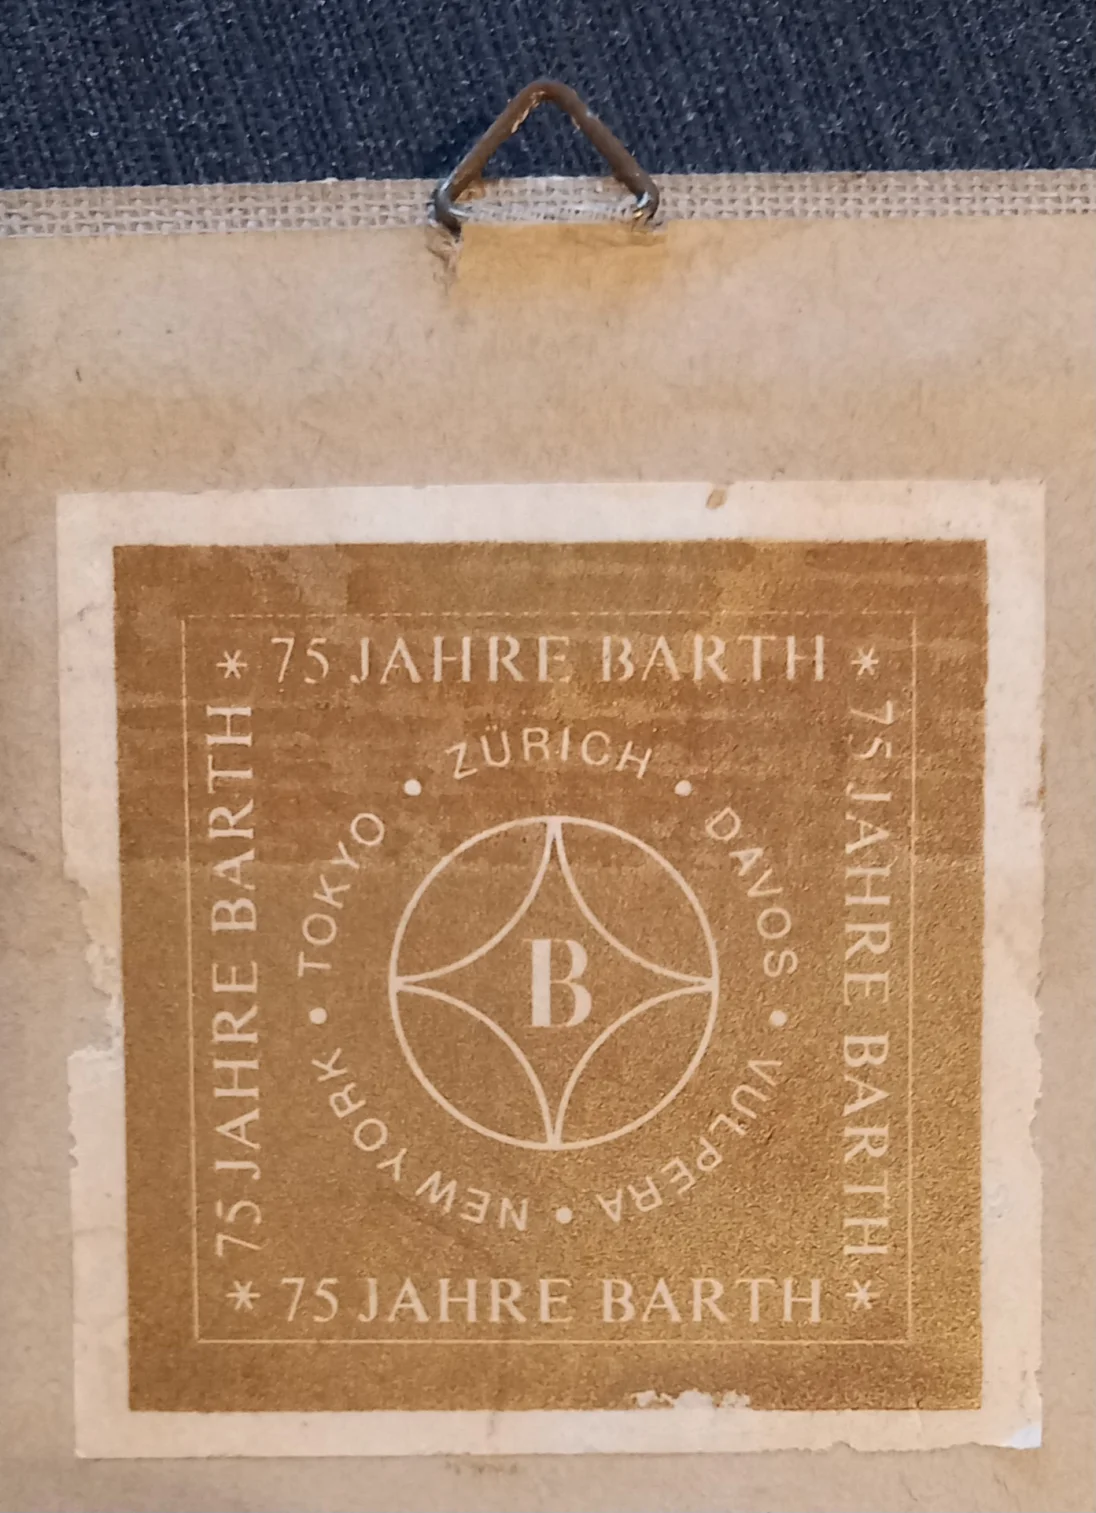 * 75 JAHRE BARTH *
75 JAHRE BARTH
75 JAHRE BARTH
* 75 JAHRE BARTH *
ZÜRICH • DAVOS • VULPERA • NEW YORK • TOKYO •
B